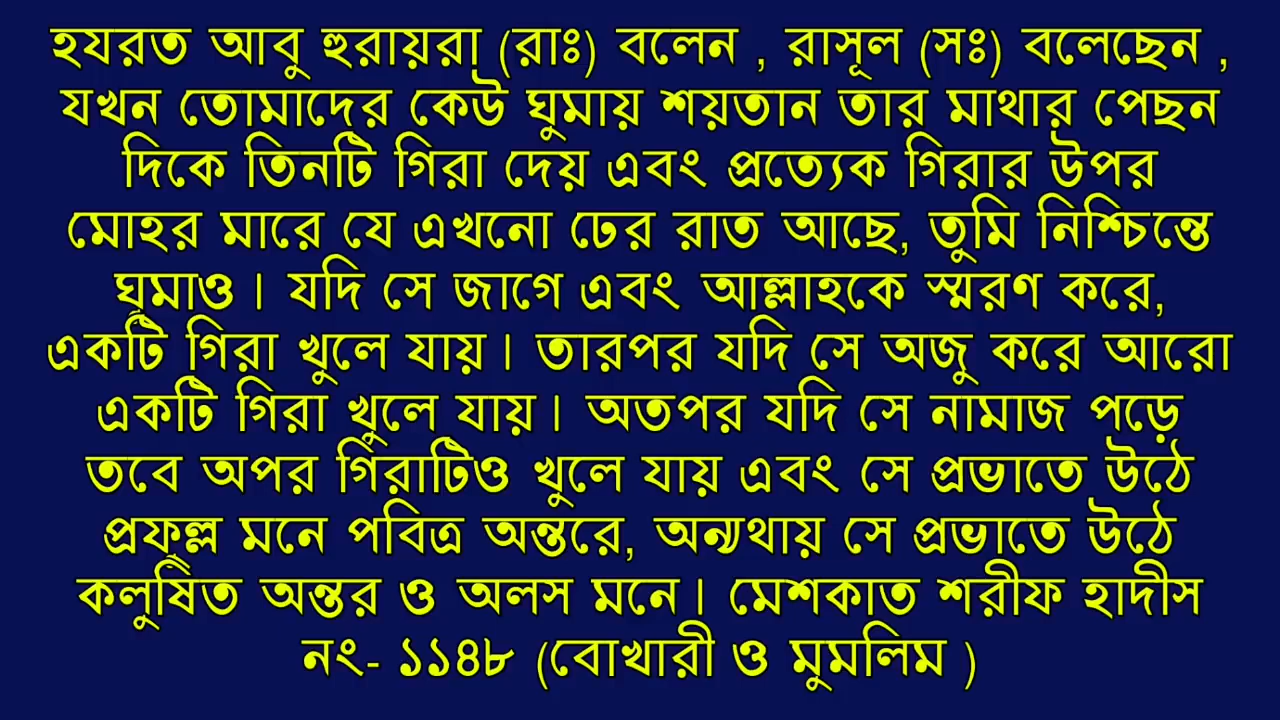 হযরত আবু হুরায়রা (রাঃ) বলেন , রাসূল (সঃ) বলেছেন ,
যখন তোমাদের কেউ ঘুমায় শয়তান তার মাথার পেছন
দিকে তিনটি গিরা দেয় এবং প্রত্যেক গিরার উপর
মোহর মারে যে এখনো ঢের রাত আছে, তুমি নিশ্চিন্তে
ঘুমাও । যদি সে জাগে এবং আল্লাহকে স্মরণ করে,
একটি গিরা খুলে যায় । তারপর যদি সে অজু করে আরো
একটি গিরা খুলে যায় । অতপর যদি সে নামাজ পড়ে
তবে অপর গিরাটিও খুলে যায় এবং সে প্রভাতে উঠে
প্রফুল্ল মনে পবিত্র অন্তরে, অন্যথায় সে প্রভাতে উঠে
কলুষিত অন্তর ও অলস মনে । মেশকাত শরীফ হাদীস
নং- ১১৪৮ (বোখারী ও মুমলিম )